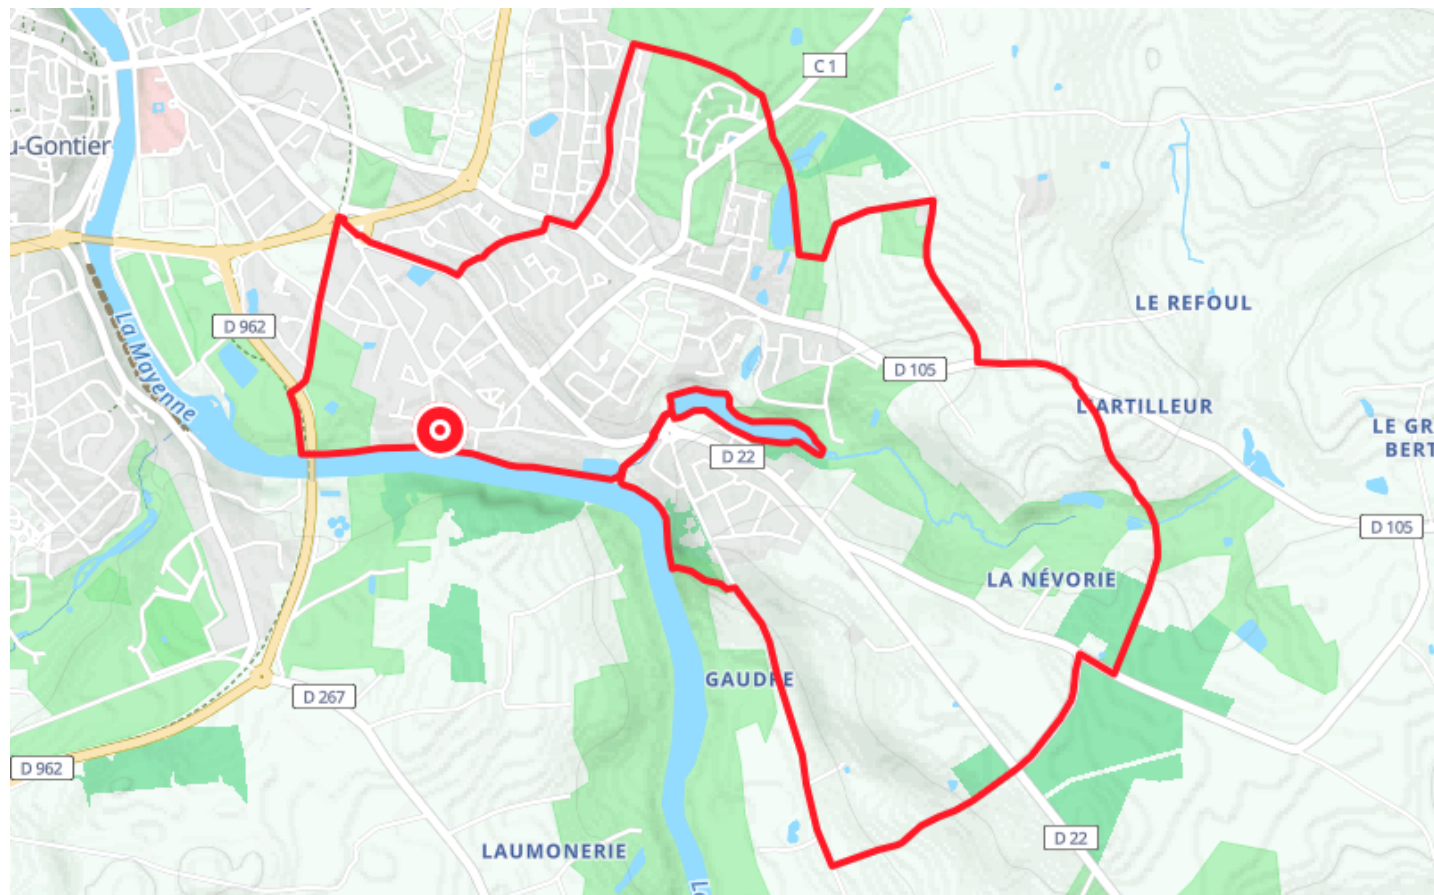 C 1
u-Gontier
LE REFOUL
D 962
La Mayenne
D 105
L'ARTILLEUR
LE GR
BERT
D 22
D 105
LA NÉVORIE
GAUDRE
D 267
D 962
D 22
LAUMONERIE